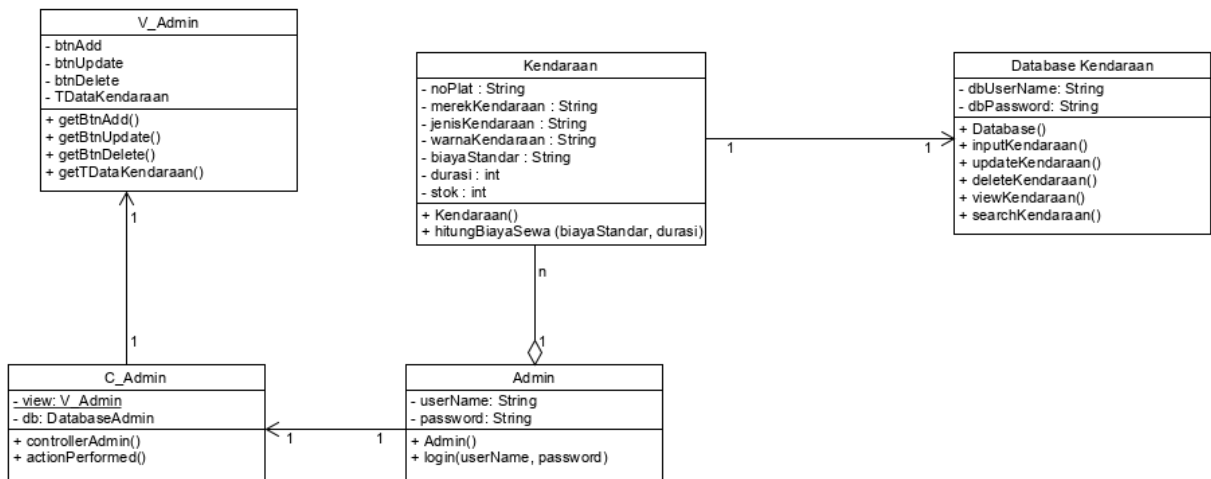 V_Admin
- btnAdd
- btnUpdate
- btnDelete
- TDataKendaraan
+ getBtnAdd()
+ getBtnUpdate()
+ getBtnDelete()
+ getTDataKendaraan()
Kendaraan
- noPlat : String
- merekKendaraan : String
- jenisKendaraan : String
- warnaKendaraan : String
- biayaStandar : String
- durasi : int
- stok : int
+ Kendaraan()
+ hitungBiayaSewa (biayaStandar, durasi)
Database Kendaraan
- dbUserName: String
- dbPassword: String
+ Database()
+ inputKendaraan()
+ updateKendaraan()
+ deleteKendaraan()
+ viewKendaraan()
+ searchKendaraan()
1
1
1
1
n
1
C_Admin
- view: V_Admin
- db: DatabaseAdmin
+ controllerAdmin()
+ actionPerformed()
1
1
Admin
- userName: String
- password: String
+ Admin()
+ login(userName, password)